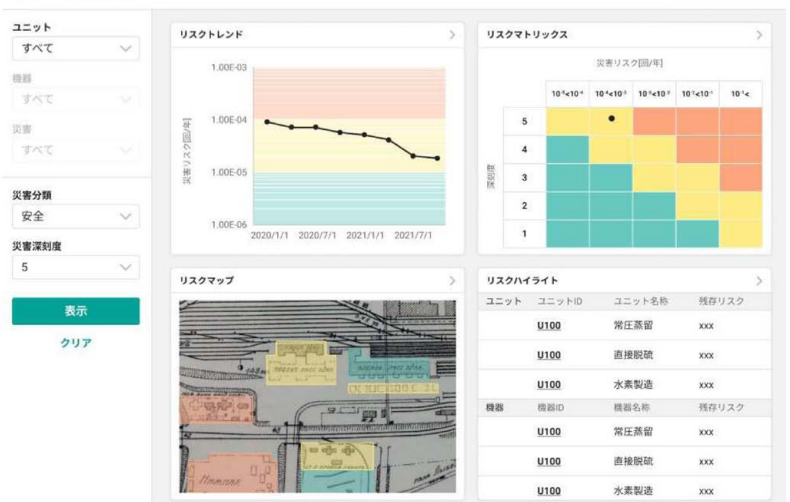 ユニット
すべて
機器
すべて
災害
すべて
災害分類
安全
災害深刻度
5
表示
クリア
リスクトレンド
災害リスク[回/年]
1.00E-03
1.00E-04
1.00E-05
1.00E-06
2020/1/1 2020/7/1 2021/1/1 2021/7/1
リスクマトリックス
災害リスク[回/年]
10⁻⁵<10⁻⁴ 10⁻⁴<10⁻³ 10⁻³<10⁻² 10⁻²<10⁻¹ 10⁻¹<
深刻度
5
4
3
2
1
リスクマップ
リスクハイライト
ユニット ユニットID ユニット名称 残存リスク
U100 常圧蒸留 xxx
U100 直接脱硫 xxx
U100 水素製造 xxx
機器 機器ID 機器名称 残存リスク
U100 常圧蒸留 xxx
U100 直接脱硫 xxx
U100 水素製造 xxx